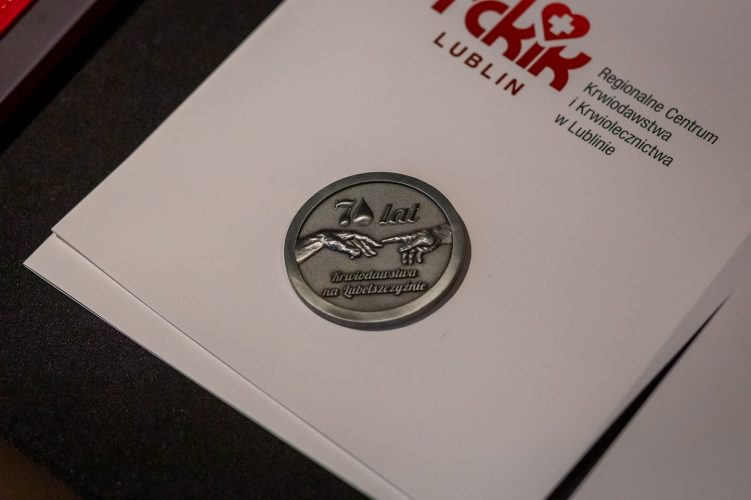 rckik
LUBLIN
Regionalne Centrum
Krwiodawstwa
i Krwiolecznictwa
w Lublinie
70 lat
Krwiodawstwa
na Lubelszczyźnie